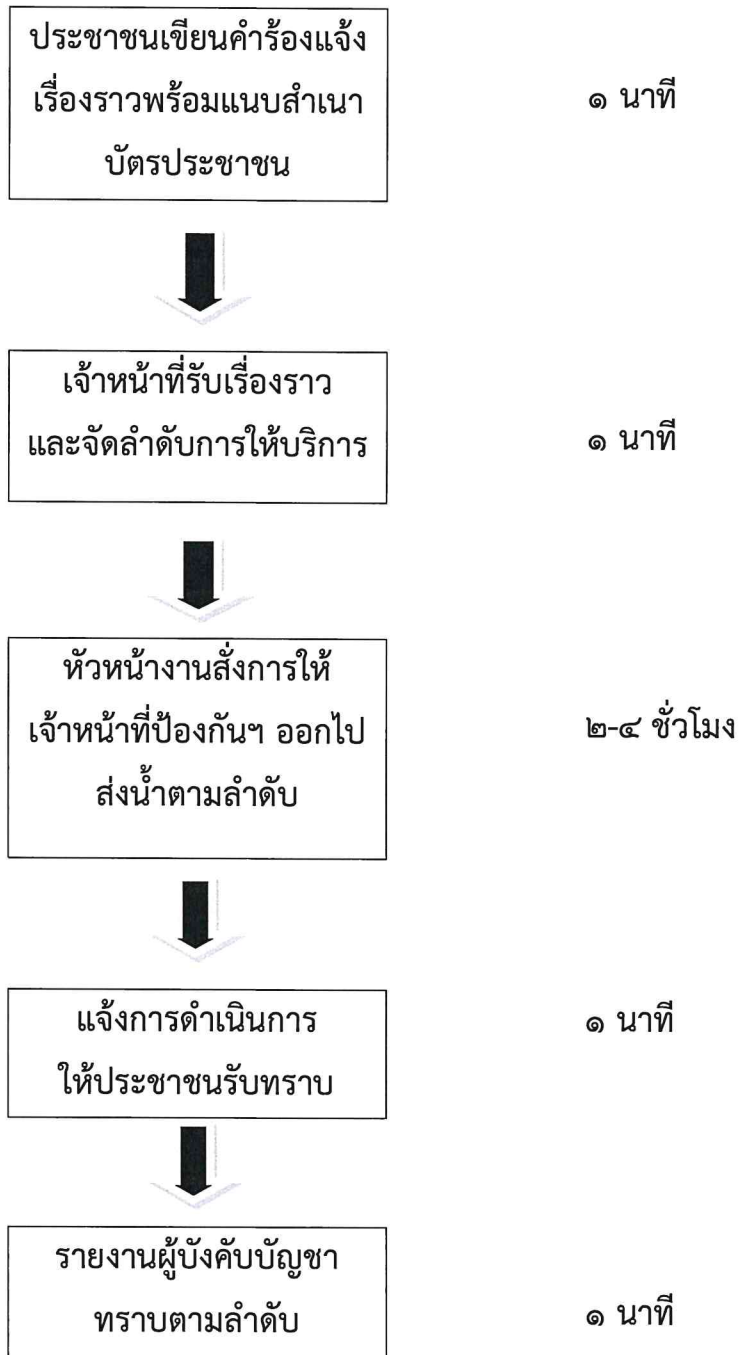 ประชาชนเขียนคำร้องแจ้ง
เรื่องราวพร้อมแนบสำเนา
๑ นาที
บัตรประชาชน
เจ้าหน้าที่รับเรื่องราว
และจัดลำดับการให้บริการ
๑ นาที
หัวหน้างานสั่งการให้
เจ้าหน้าที่ป้องกันฯ ออกไป
๒-๔ ชั่วโมง
ส่งน้ำตามลำดับ
แจ้งการดำเนินการ
๑ นาที
ให้ประชาชนรับทราบ
รายงานผู้บังคับบัญชา
ทราบตามลำดับ
๑ นาที